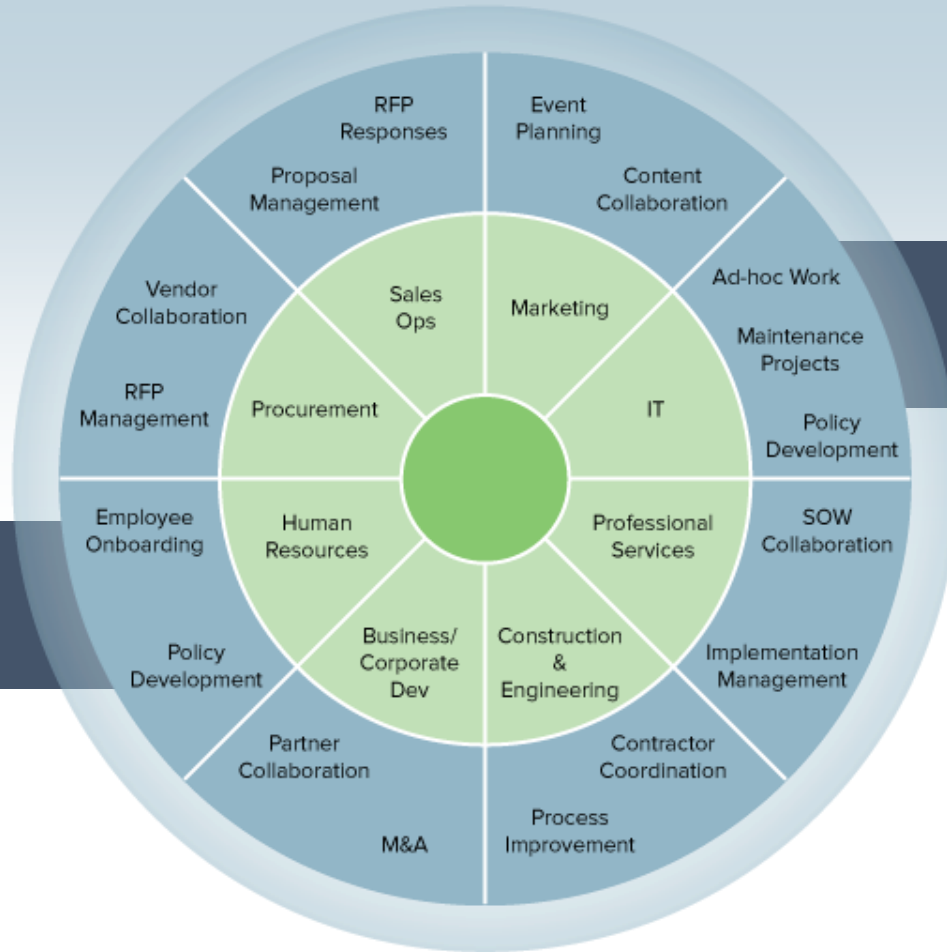 RFP
Responses
Proposal
Management
Event
Planning
Content
Collaboration
Ad-hoc Work
Maintenance
Projects
Policy
Development
SOW
Collaboration
Implementation
Management
Contractor
Coordination
Process
Improvement
M&A
Partner
Collaboration
Policy
Development
Employee
Onboarding
RFP
Management
Vendor
Collaboration
Sales
Ops
Marketing
IT
Professional
Services
Construction
&
Engineering
Business/
Corporate
Dev
Human
Resources
Procurement